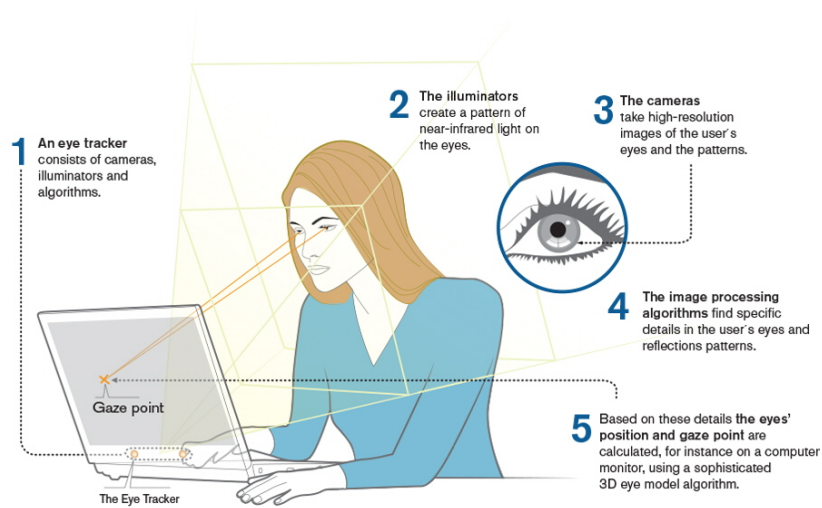 1
An eye tracker
consists of cameras,
illuminators and
algorithms.
2
The illuminators
create a pattern of
near-infrared light on
the eyes.
3
The cameras
take high-resolution
images of the user´s
eyes and the patterns.
4
The image processing
algorithms find specific
details in the user´s eyes and
reflections patterns.
5
Based on these details the eyes’
position and gaze point are
calculated, for instance on a computer
monitor, using a sophisticated
3D eye model algorithm.
Gaze point
The Eye Tracker